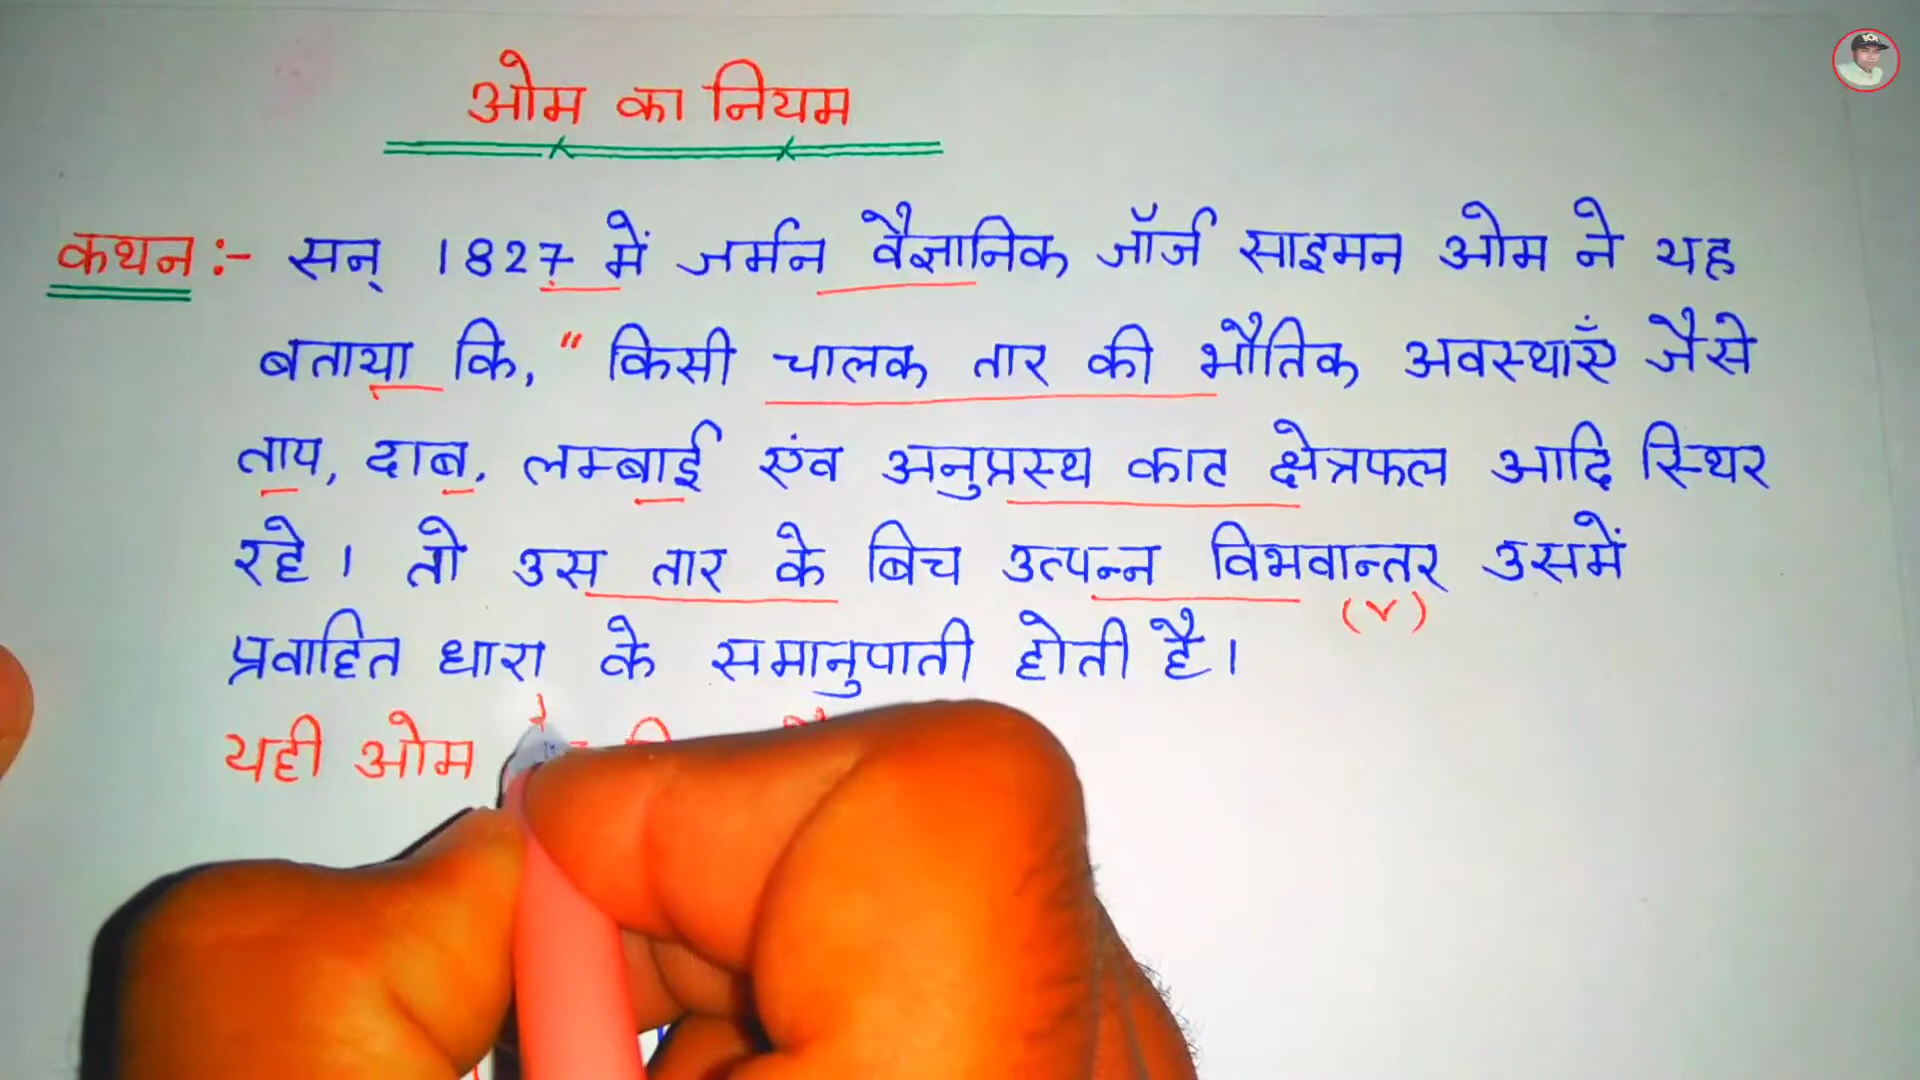 ओम का नियम
कथन :- सन् 1827 में जर्मन वैज्ञानिक जॉर्ज साइमन ओम ने यह
बताया कि, " किसी चालक तार की भौतिक अवस्थाएँ जैसे
ताप, दाब, लम्बाई एंव अनुप्रस्थ काट क्षेत्रफल आदि स्थिर
रहे । तो उस तार के बिच उत्पन्न विभवान्तर उसमें
(v)
प्रवाहित धारा के समानुपाती होती है ।
यही ओम